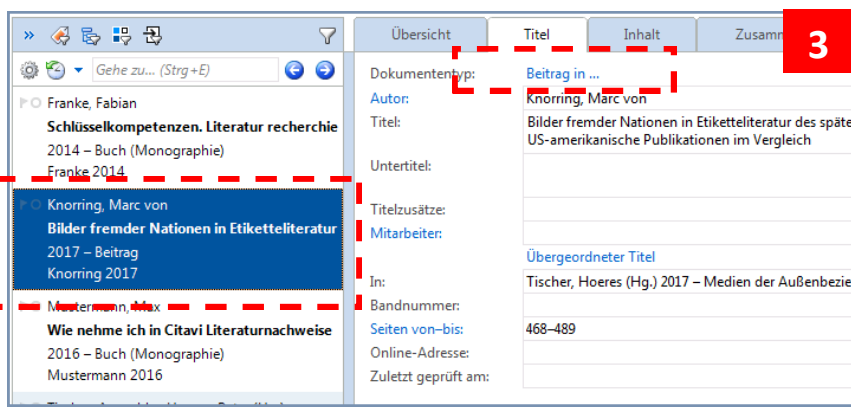 3
Gehe zu... (Strg+E)
Franke, Fabian
Schlüsselkompetenzen. Literatur recherchie
2014 – Buch (Monographie)
Franke 2014
Knorring, Marc von
Bilder fremder Nationen in Etiketteliteratur
2017 – Beitrag
Knorring 2017
Mustermann, Max
Wie nehme ich in Citavi Literaturnachweise
2016 – Buch (Monographie)
Mustermann 2016
Übersicht Titel Inhalt Zusamm
Dokumententyp: Beitrag in ...
Autor: Knorring, Marc von
Titel: Bilder fremder Nationen in Etiketteliteratur des späte
US-amerikanische Publikationen im Vergleich
Untertitel:
Titelzusätze:
Mitarbeiter:
Übergeordneter Titel
In: Tischer, Hoeres (Hg.) 2017 – Medien der Außenbezie
Bandnummer:
Seiten von–bis: 468–489
Online-Adresse:
Zuletzt geprüft am: